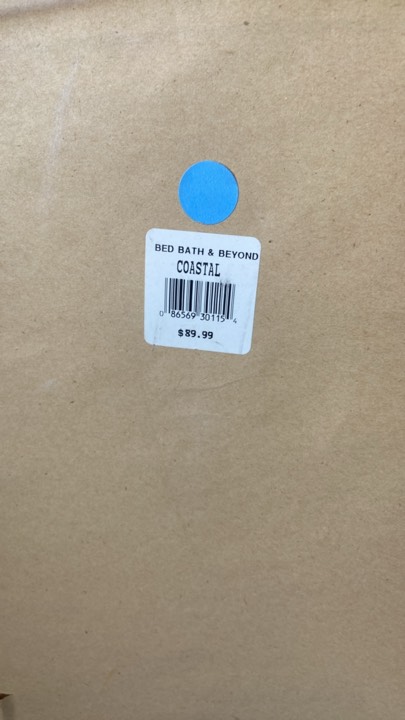 BED BATH & BEYOND
COASTAL
0 86569 30115 4
$89.99